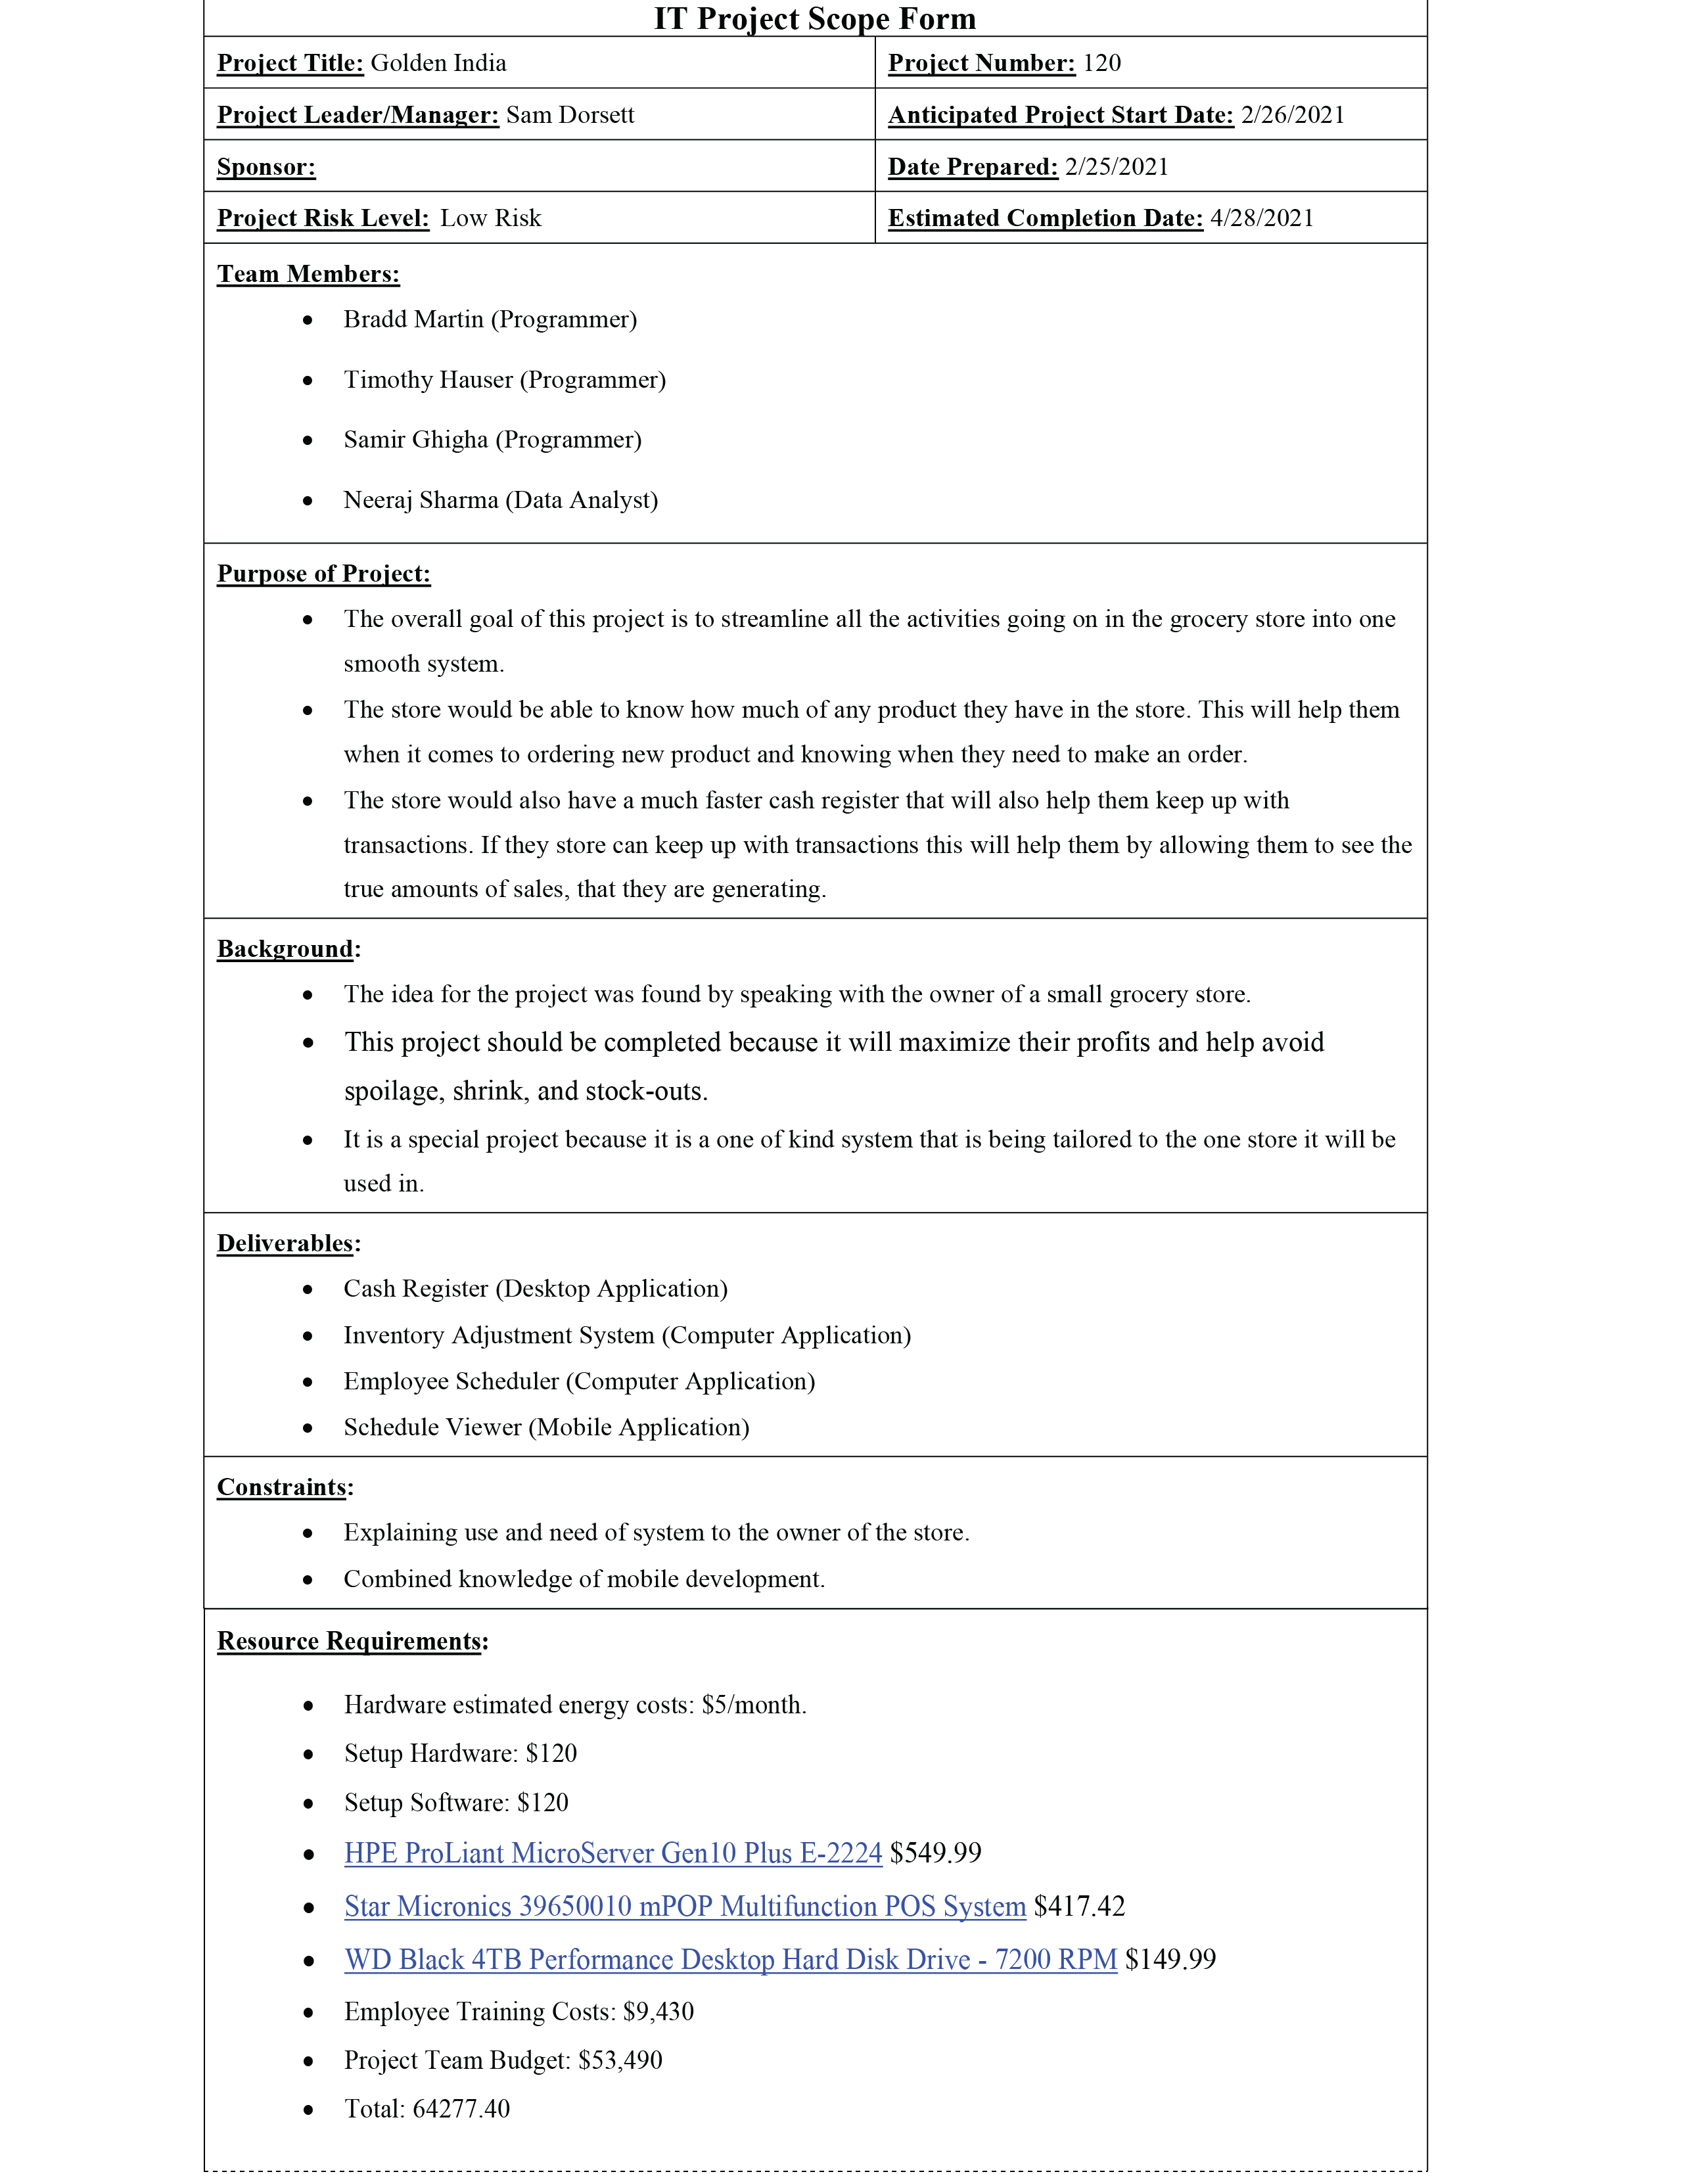 IT Project Scope Form
Project Title: Golden India
Project Number: 120
Project Leader/Manager: Sam Dorsett
Anticipated Project Start Date: 2/26/2021
Sponsor:
Date Prepared: 2/25/2021
Project Risk Level: Low Risk
Estimated Completion Date: 4/28/2021
Team Members:
• Bradd Martin (Programmer)
• Timothy Hauser (Programmer)
• Samir Ghigha (Programmer)
• Neeraj Sharma (Data Analyst)
Purpose of Project:
• The overall goal of this project is to streamline all the activities going on in the grocery store into one
smooth system.
• The store would be able to know how much of any product they have in the store. This will help them
when it comes to ordering new product and knowing when they need to make an order.
• The store would also have a much faster cash register that will also help them keep up with
transactions. If they store can keep up with transactions this will help them by allowing them to see the
true amounts of sales, that they are generating.
Background:
• The idea for the project was found by speaking with the owner of a small grocery store.
• This project should be completed because it will maximize their profits and help avoid
spoilage, shrink, and stock-outs.
• It is a special project because it is a one of kind system that is being tailored to the one store it will be
used in.
Deliverables:
• Cash Register (Desktop Application)
• Inventory Adjustment System (Computer Application)
• Employee Scheduler (Computer Application)
• Schedule Viewer (Mobile Application)
Constraints:
• Explaining use and need of system to the owner of the store.
• Combined knowledge of mobile development.
Resource Requirements:
• Hardware estimated energy costs: $5/month.
• Setup Hardware: $120
• Setup Software: $120
• HPE ProLiant MicroServer Gen10 Plus E-2224 $549.99
• Star Micronics 39650010 mPOP Multifunction POS System $417.42
• WD Black 4TB Performance Desktop Hard Disk Drive - 7200 RPM $149.99
• Employee Training Costs: $9,430
• Project Team Budget: $53,490
• Total: 64277.40